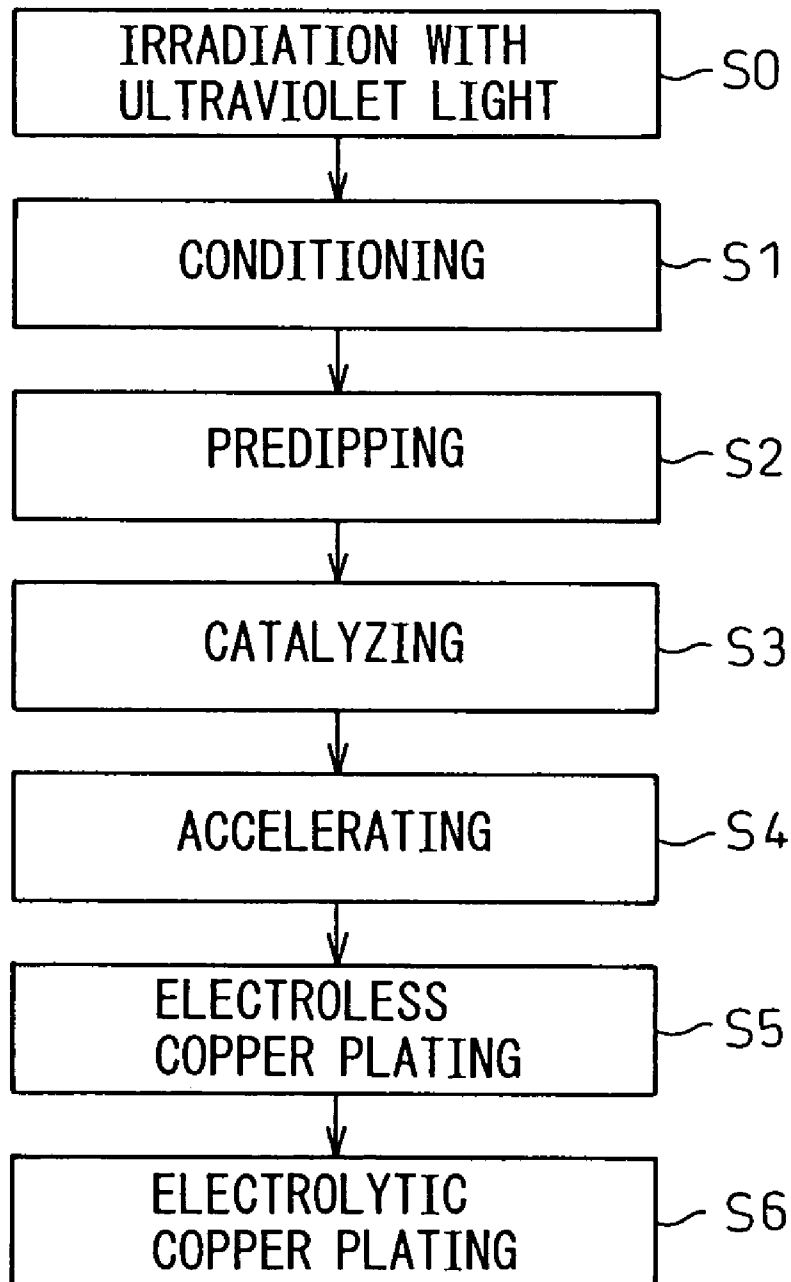 IRRADIATION WITH
ULTRAVIOLET LIGHT
S0
CONDITIONING
S1
PREDIPPING
S2
CATALYZING
S3
ACCELERATING
S4
ELECTROLESS
COPPER PLATING
S5
ELECTROLYTIC
COPPER PLATING
S6